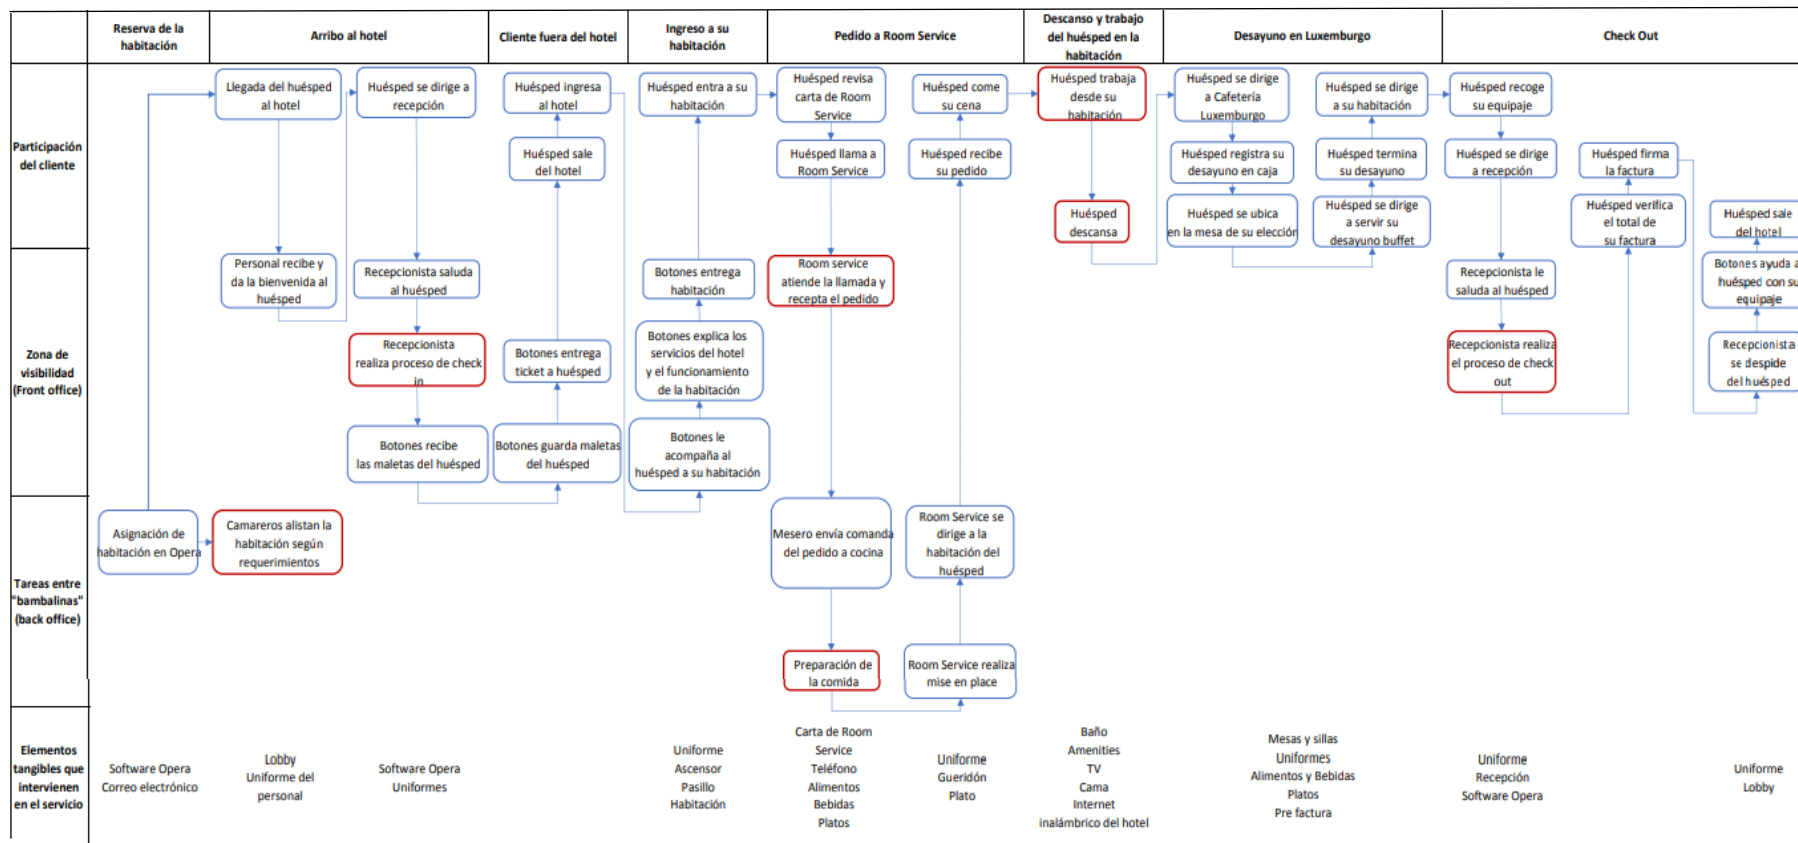 Reserva de la
habitación
Arribo al hotel
Cliente fuera del hotel
Ingreso a su
habitación
Pedido a Room Service
Descanso y trabajo
del huésped en la
habitación
Desayuno en Luxemburgo
Check Out
Participación
del cliente
Llegada del huésped
al hotel
Huésped se dirige a
recepción
Huésped ingresa
al hotel
Huésped sale
del hotel
Huésped entra a su
habitación
Huésped revisa
carta de Room
Service
Huésped llama a
Room Service
Huésped come
su cena
Huésped recibe
su pedido
Huésped trabaja
desde su
habitación
Huésped
descansa
Huésped se dirige
a Cafetería
Luxemburgo
Huésped registra su
desayuno en caja
Huésped se ubica
en la mesa de su elección
Huésped se dirige
a su habitación
Huésped termina
su desayuno
Huésped se dirige
a servir su
desayuno buffet
Huésped recoge
su equipaje
Huésped se dirige
a recepción
Huésped firma
la factura
Huésped verifica
el total de
su factura
Huésped sale
del hotel
Zona de
visibilidad
(Front office)
Personal recibe y
da la bienvenida al
huésped
Recepcionista saluda
al huésped
Recepcionista
realiza proceso de check
in
Botones recibe
las maletas del huésped
Botones entrega
ticket a huésped
Botones guarda maletas
del huésped
Botones entrega
habitación
Botones explica los
servicios del hotel
y el funcionamiento
de la habitación
Botones le
acompaña al
huésped a su habitación
Room service
atiende la llamada y
recepta el pedido
Recepcionista le
saluda al huésped
Recepcionista realiza
el proceso de check
out
Botones ayuda a
huésped con su
equipaje
Recepcionista
se despide
del huésped
Tareas entre
"bambalinas"
(back office)
Asignación de
habitación en Opera
Camareros alistan la
habitación según
requerimientos
Mesero envía comanda
del pedido a cocina
Room Service se
dirige a la
habitación del
huésped
Preparación de
la comida
Room Service realiza
mise en place
Elementos
tangibles que
intervienen
en el servicio
Software Opera
Correo electrónico
Lobby
Uniforme del
personal
Software Opera
Uniformes
Uniforme
Ascensor
Pasillo
Habitación
Carta de Room
Service
Teléfono
Alimentos
Bebidas
Platos
Uniforme
Gueridón
Plato
Baño
Amenities
TV
Cama
Internet
inalámbrico del hotel
Mesas y sillas
Uniformes
Alimentos y Bebidas
Platos
Pre factura
Uniforme
Recepción
Software Opera
Uniforme
Lobby